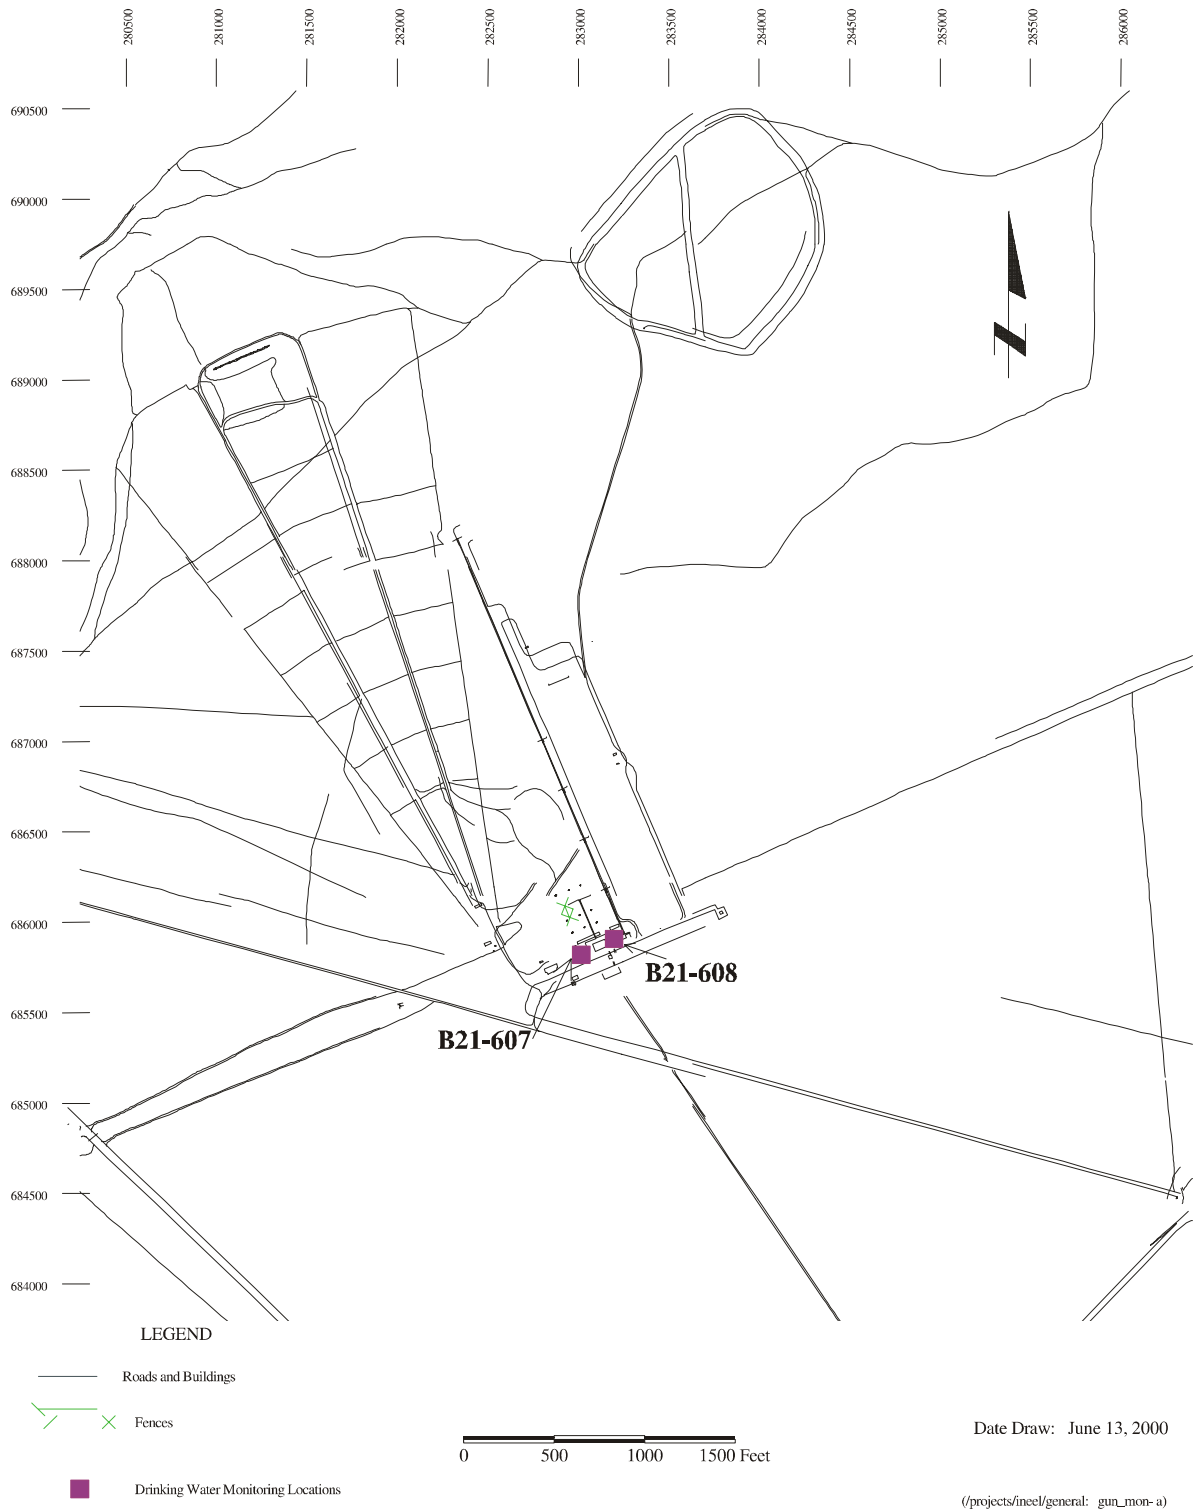 280500
281000
281500
282000
282500
283000
283500
284000
284500
285000
285500
286000
690500
690000
689500
689000
688500
688000
687500
687000
686500
686000
685500
685000
684500
684000
B21-608
B21-607
LEGEND
Roads and Buildings
Fences
Drinking Water Monitoring Locations
0 500 1000 1500 Feet
Date Draw: June 13, 2000
(/projects/ineel/general: gun_mon- a)